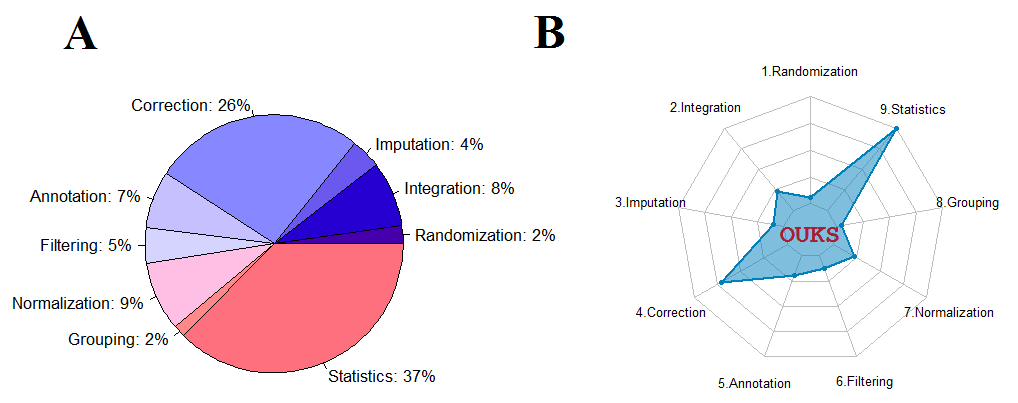 A
Correction: 26%
Imputation: 4%
Integration: 8%
Annotation: 7%
Randomization: 2%
Filtering: 5%
Normalization: 9%
Grouping: 2%
Statistics: 37%
B
1.Randomization
2.Integration
9.Statistics
3.Imputation
8.Grouping
OUKS
4.Correction
7.Normalization
5.Annotation
6.Filtering